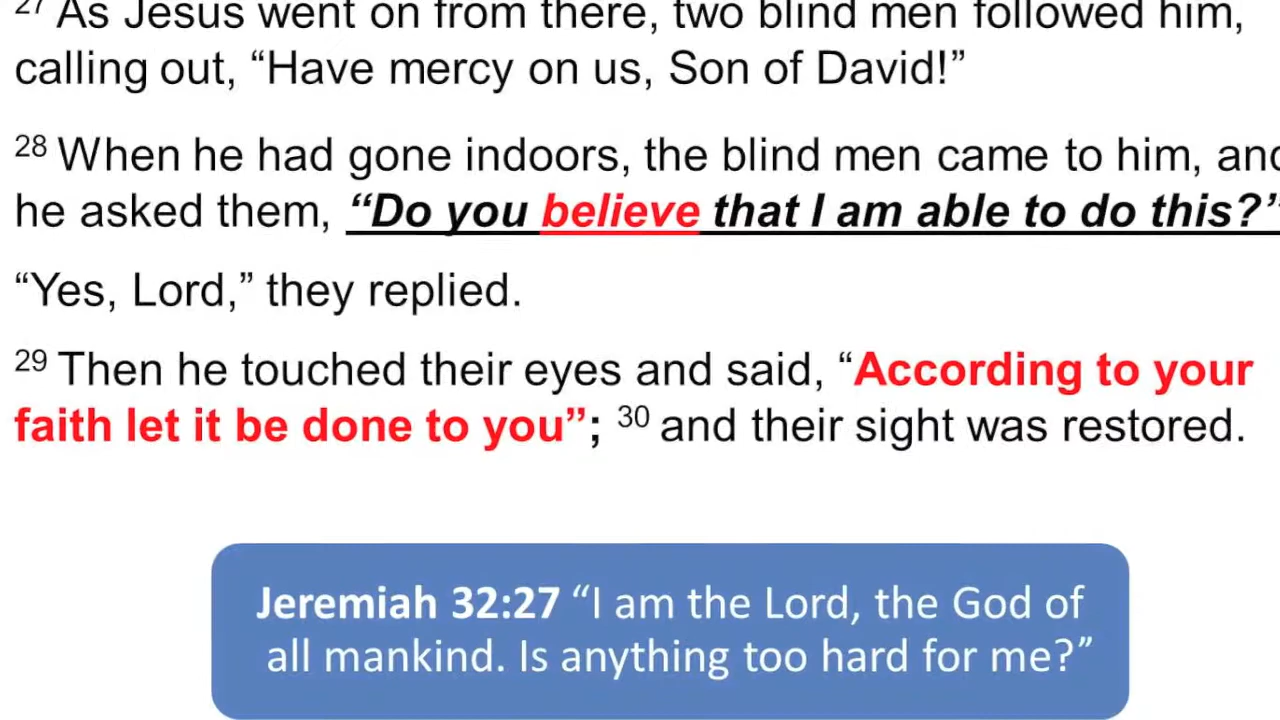 27 As Jesus went on from there, two blind men followed him,
calling out, “Have mercy on us, Son of David!”
28 When he had gone indoors, the blind men came to him, and
he asked them, “Do you believe that I am able to do this?”
“Yes, Lord,” they replied.
29 Then he touched their eyes and said, “According to your
faith let it be done to you”; 30 and their sight was restored.
Jeremiah 32:27 “I am the Lord, the God of
all mankind. Is anything too hard for me?”